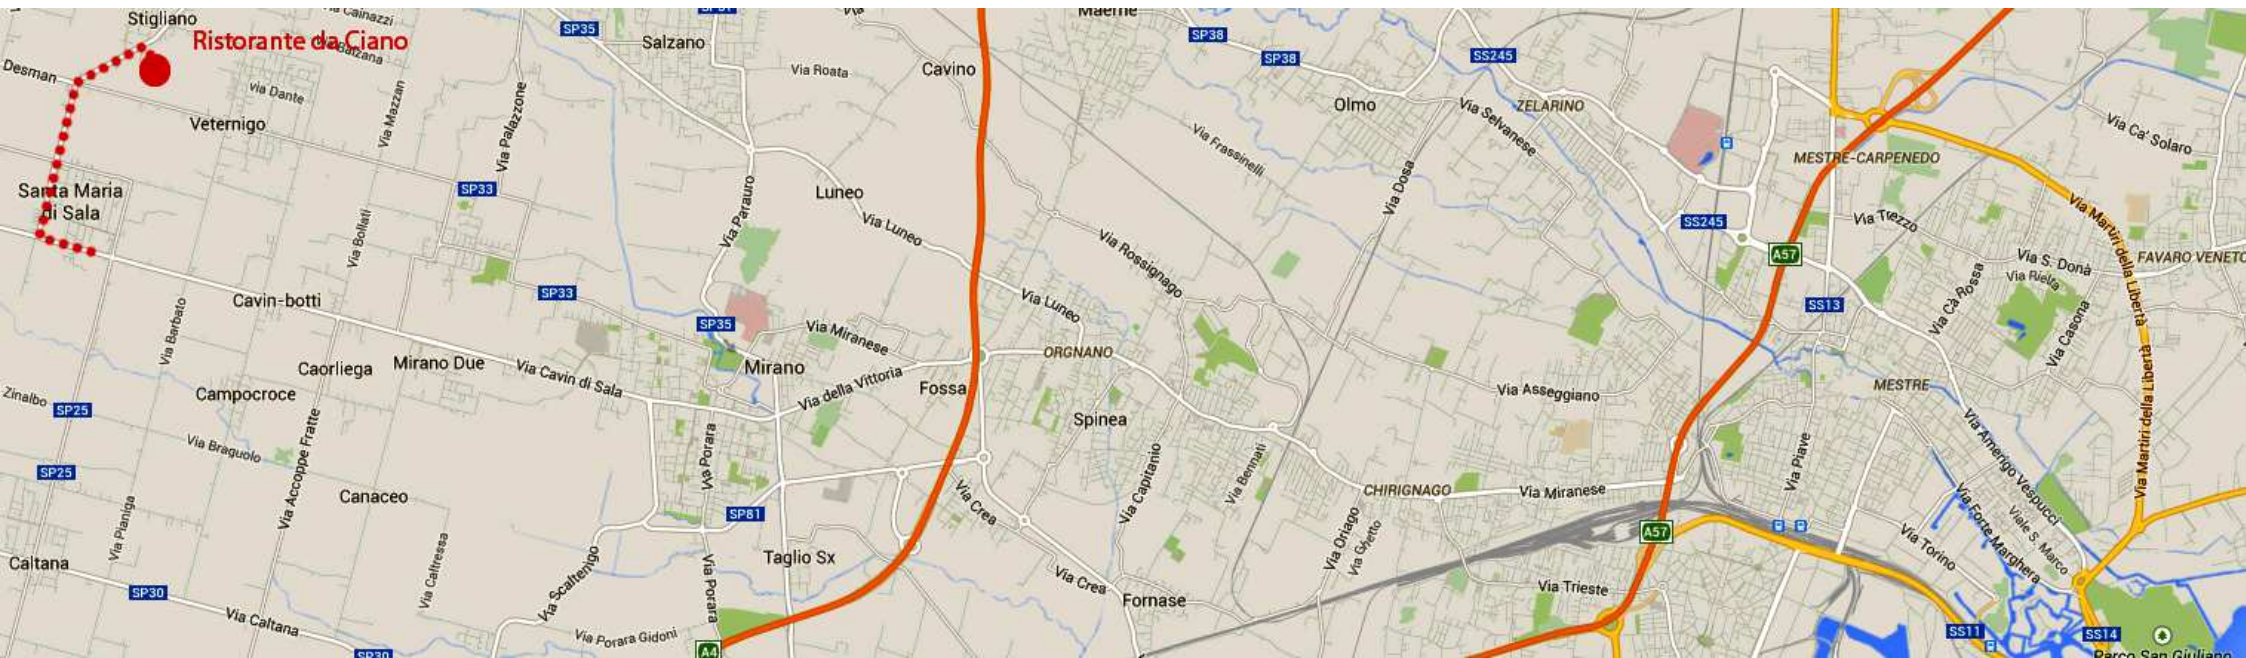 Stigliano
Via Cainazzi
Ristorante da Ciano
Via Balzana
Desman
via Dante
Veternigo
Via Mazzan
Via Palazzone
SP35
Salzano
SP33
Santa Maria
di Sala
Via Bollati
Cavin-botti
Via Barbato
SP33
Caorliega
Mirano Due
Campocroce
Zinalbo
SP25
Via Braguolo
SP25
Via Accoppe Fratte
Via Pianiga
Canaceo
Via Caltressa
Caltana
SP30
Via Caltana
SP30
Via Roata
Cavino
Luneo
Via Parauro
Via Luneo
SP35
Mirano
Via Miranese
Via Cavin di Sala
Via della Vittoria
Fossa
Via Porara
SP81
Via Scaltenigo
Via Porara
Taglio Sx
Via Porara Gidoni
A4
Maerne
SP38
SP38
Olmo
SS245
Via Selvanese
ZELARINO
Via Frassinelli
Via Dosa
Via Rossignago
Via Luneo
ORGNANO
Spinea
Via Capitanio
Via Bennati
Via Crea
Via Crea
Fornase
Via Oriago
Via Ghetto
CHIRIGNAGO
Via Miranese
Via Asseggiano
Via Trieste
A57
A57
SS245
SS13
MESTRE-CARPENEDO
Via Trezzo
Via Ca' Solaro
Via Martiri della Libertà
Via S. Donà
Via Rielta
FAVARO VENETO
Via Cà Rossa
Via Casona
MESTRE
Via Piave
Via Martiri della Libertà
Via Amerigo Vespucci
Viale S. Marco
Via Forte Marghera
Via Torino
SS11
SS14
Parco San Giuliano